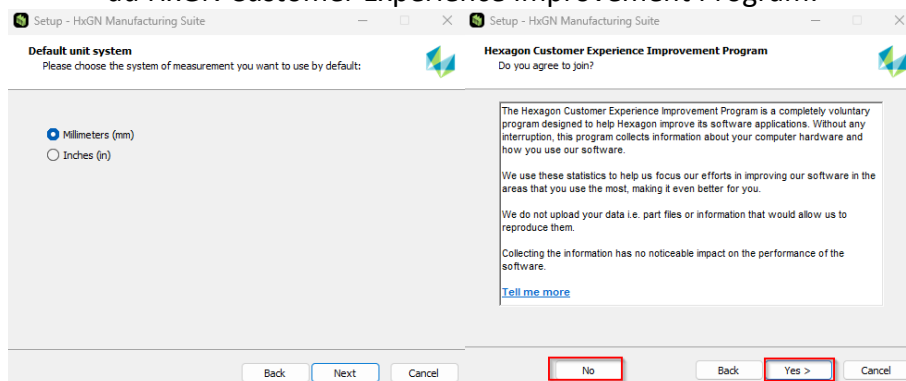 au HxGN Customer Experience Improvement Program.
Setup - HxGN Manufacturing Suite
Default unit system
Please choose the system of measurement you want to use by default:
Millimeters (mm)
Inches (in)
Back
Next
Cancel
Setup - HxGN Manufacturing Suite
Hexagon Customer Experience Improvement Program
Do you agree to join?
The Hexagon Customer Experience Improvement Program is a completely voluntary
program designed to help Hexagon improve its software applications. Without any
interruption, this program collects information about your computer hardware and
how you use our software.
We use these statistics to help us focus our efforts in improving our software in the
areas that you use the most, making it even better for you.
We do not upload your data i.e. part files or information that would allow us to
reproduce them.
Collecting the information has no noticeable impact on the performance of the
software.
Tell me more
No
Back
Yes >
Cancel